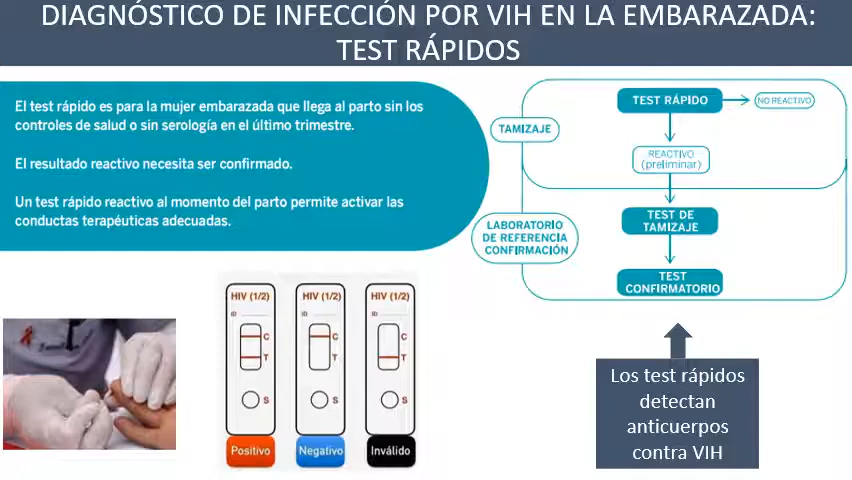 DIAGNÓSTICO DE INFECCIÓN POR VIH EN LA EMBARAZADA:
TEST RÁPIDOS
El test rápido es para la mujer embarazada que llega al parto sin los
controles de salud o sin serología en el último trimestre.
El resultado reactivo necesita ser confirmado.
Un test rápido reactivo al momento del parto permite activar las
conductas terapéuticas adecuadas.
TAMIZAJE
TEST RÁPIDO
NO REACTIVO
REACTIVO
(preliminar)
LABORATORIO
DE REFERENCIA
CONFIRMACIÓN
TEST DE
TAMIZAJE
TEST
CONFIRMATORIO
HIV (1/2)
ID
C
T
S
Positivo
HIV (1/2)
ID
C
T
S
Negativo
HIV (1/2)
ID
C
T
S
Inválido
Los test rápidos
detectan
anticuerpos
contra VIH